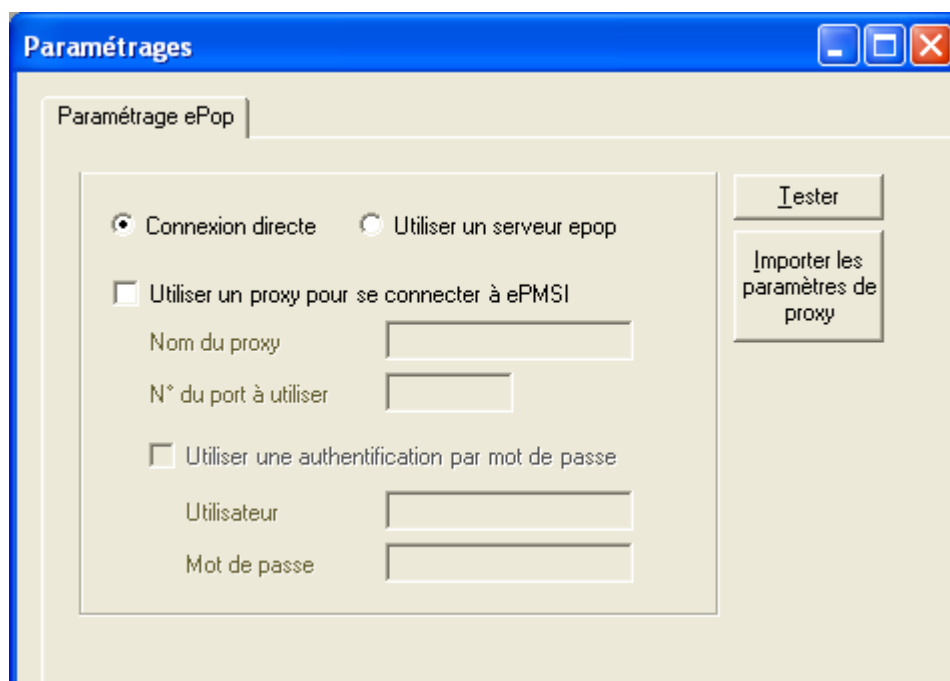 Paramétrages
Paramétrage ePop
Connexion directe
Utiliser un serveur epop
Tester
Importer les
paramètres de
proxy
Utiliser un proxy pour se connecter à ePMSI
Nom du proxy
N° du port à utiliser
Utiliser une authentification par mot de passe
Utilisateur
Mot de passe